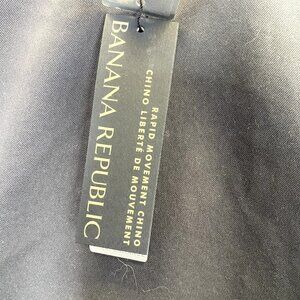 BANANA REPUBLIC
RAPID MOVEMENT CHINO
CHINO LIBERTÉ DE MOUVEMENT